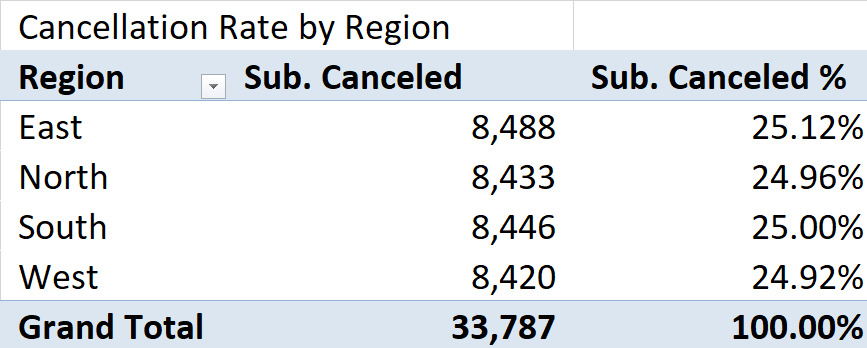 Cancellation Rate by Region
Region Sub. Canceled Sub. Canceled %
East 8,488 25.12%
North 8,433 24.96%
South 8,446 25.00%
West 8,420 24.92%
Grand Total 33,787 100.00%